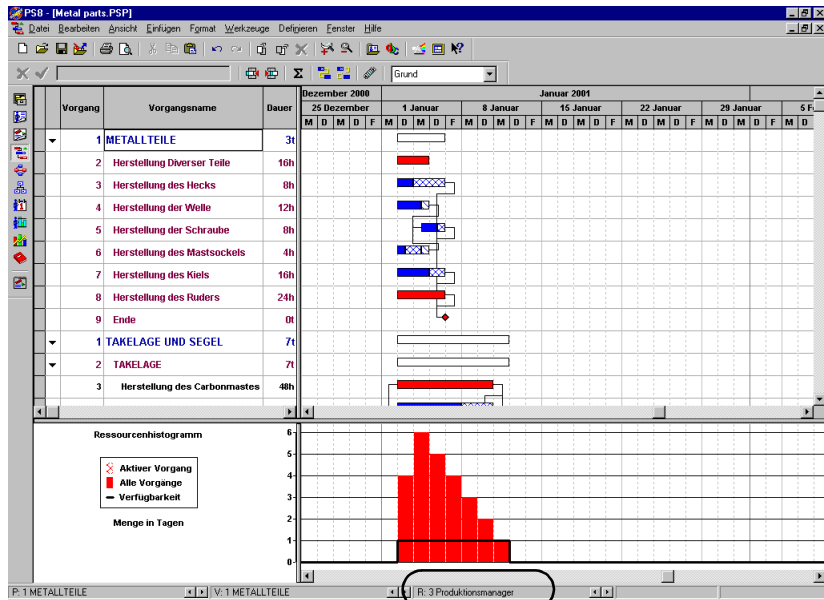 PS8 - [Metal parts.PSP]
Datei Bearbeiten Ansicht Einfügen Format Werkzeuge Definieren Eenster Hilfe
Grund
Dezember 2000 Januar 2001
Vorgang Vorgangsname Dauer 25 Dezember 1 Januar 8 Januar 15 Januar 22 Januar 29 Januar 5 F
M D M D F M D M D F M D M D F M D M D F M D M D F M D M D F M D
1 METALLTEILE 3t
2 Herstellung Diverser Teile 16h
3 Herstellung des Hecks 8h
4 Herstellung der Welle 12h
5 Herstellung der Schraube 8h
6 Herstellung des Mastsockels 4h
7 Herstellung des Kiels 16h
8 Herstellung des Ruders 24h
9 Ende 0t
1 TAKELAGE UND SEGEL 7t
2 TAKELAGE 7t
3 Herstellung des Carbonmastes 48h
Ressourcenhistogramm
Aktiver Vorgang
Alle Vorgänge
Verfügbarkeit
Menge in Tagen
6
5
4
3
2
1
0
P: 1 METALLTEILE V: 1 METALLTEILE R: 3 Produktionsmanager